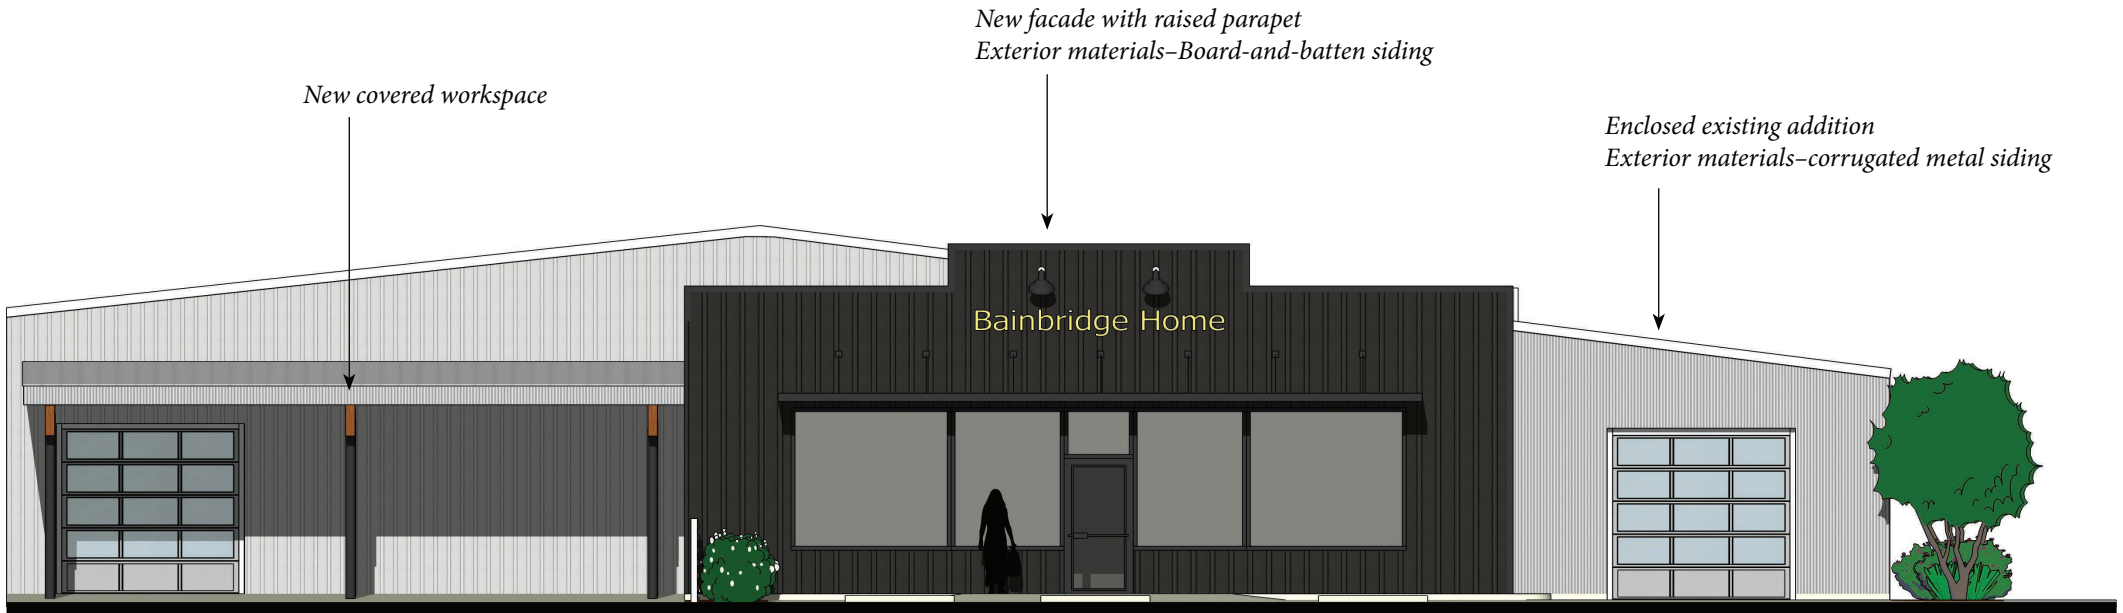 New facade with raised parapet
Exterior materials–Board-and-batten siding
New covered workspace
Enclosed existing addition
Exterior materials–corrugated metal siding
Bainbridge Home